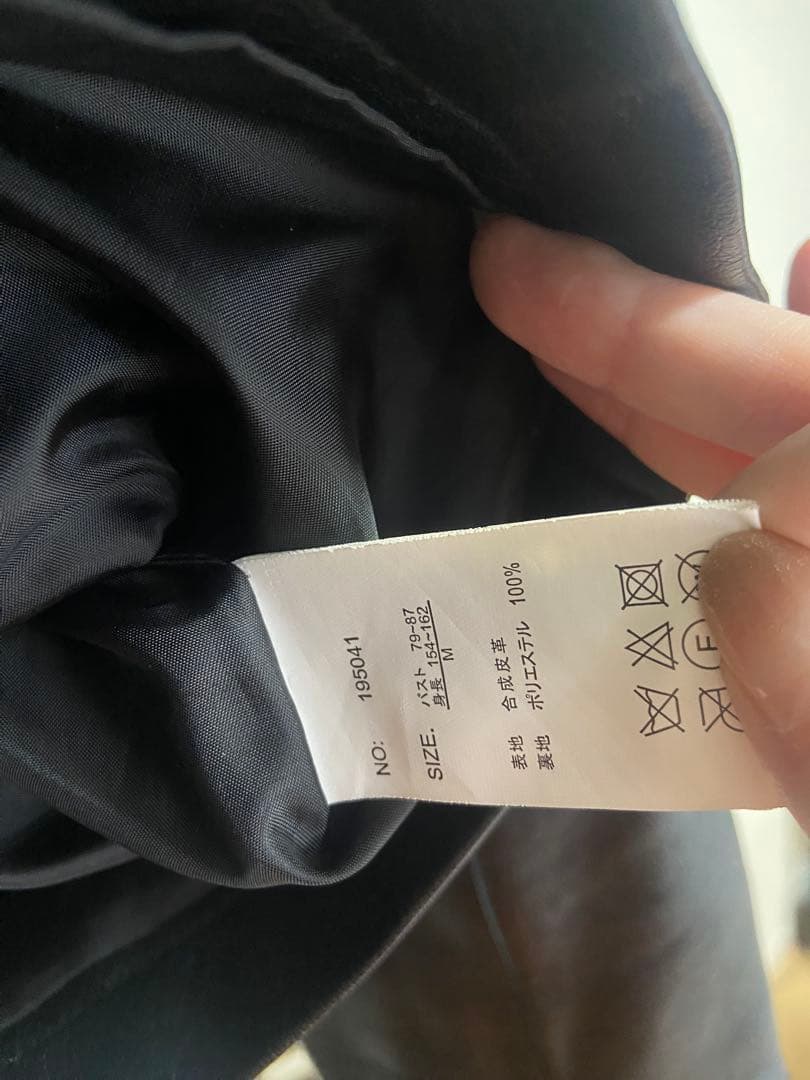 NO: 195041
SIZE. バスト 79~87
身長 154~162
M
表地 合成皮革
裏地 ポリエステル 100%
F